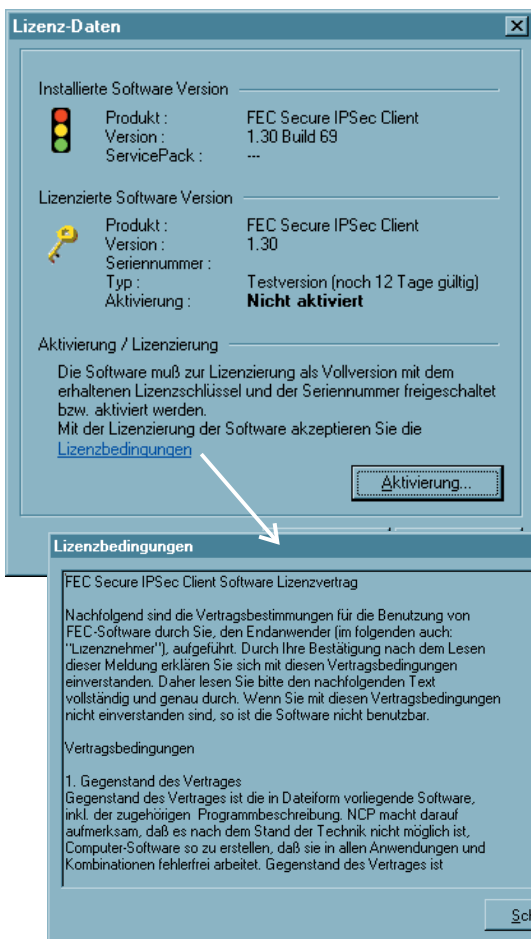 Lizenz-Daten
Installierte Software Version
Produkt : FEC Secure IPSec Client
Version : 1.30 Build 69
ServicePack : ---
Lizenzierte Software Version
Produkt : FEC Secure IPSec Client
Version : 1.30
Seriennummer :
Typ : Testversion (noch 12 Tage gültig)
Aktivierung : Nicht aktiviert
Aktivierung / Lizenzierung
Die Software muß zur Lizenzierung als Vollversion mit dem
erhaltenen Lizenzschlüssel und der Seriennummer freigeschaltet
bzw. aktiviert werden.
Mit der Lizenzierung der Software akzeptieren Sie die
Lizenzbedingungen
Aktivierung...
Lizenzbedingungen
FEC Secure IPSec Client Software Lizenzvertrag
Nachfolgend sind die Vertragsbestimmungen für die Benutzung von
FEC-Software durch Sie, den Endanwender (im folgenden auch:
"Lizenznehmer"), aufgeführt. Durch Ihre Bestätigung nach dem Lesen
dieser Meldung erklären Sie sich mit diesen Vertragsbedingungen
einverstanden. Daher lesen Sie bitte den nachfolgenden Text
vollständig und genau durch. Wenn Sie mit diesen Vertragsbedingungen
nicht einverstanden sind, so ist die Software nicht benutzbar.
Vertragsbedingungen
1. Gegenstand des Vertrages
Gegenstand des Vertrages ist die in Dateiform vorliegende Software,
inkl. der zugehörigen Programmbeschreibung. NCP macht darauf
aufmerksam, daß es nach dem Stand der Technik nicht möglich ist,
Computer-Software so zu erstellen, daß sie in allen Anwendungen und
Kombinationen fehlerfrei arbeitet. Gegenstand des Vertrages ist